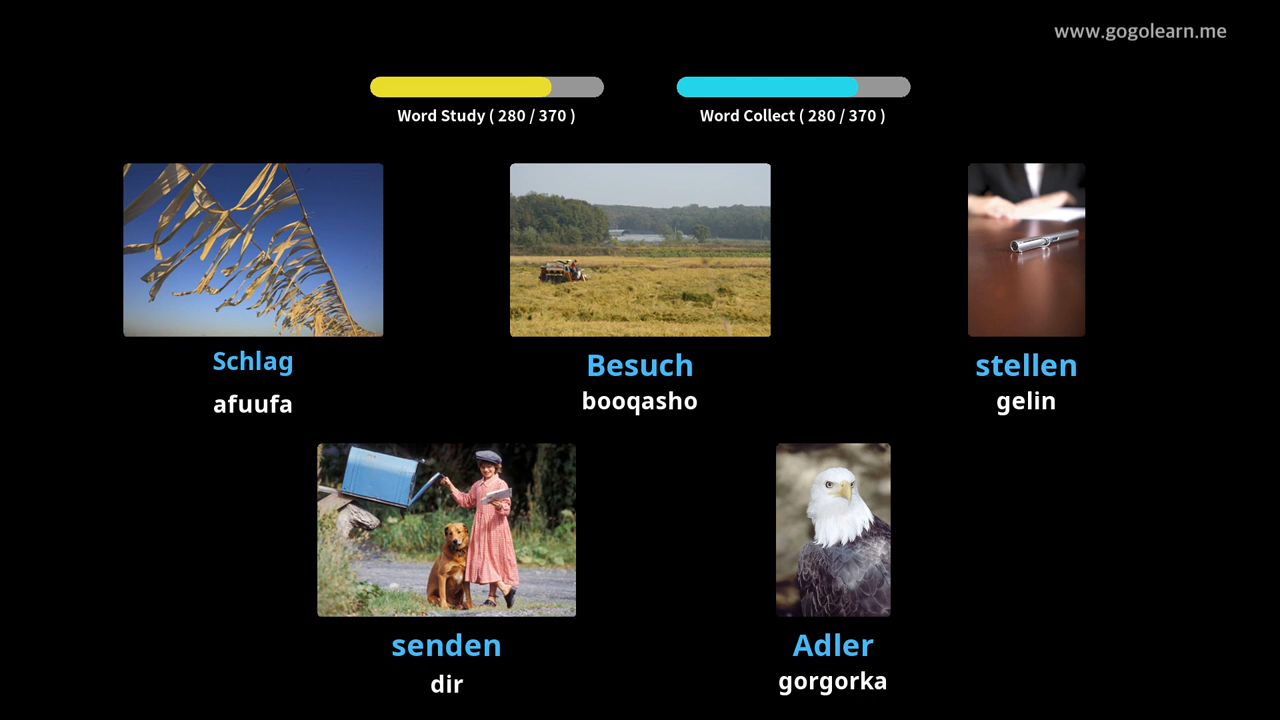 www.gogolearn.me
Word Study ( 280 / 370 )
Word Collect ( 280 / 370 )
Schlag
afuufa
Besuch
booqasho
stellen
gelin
senden
dir
Adler
gorgorka